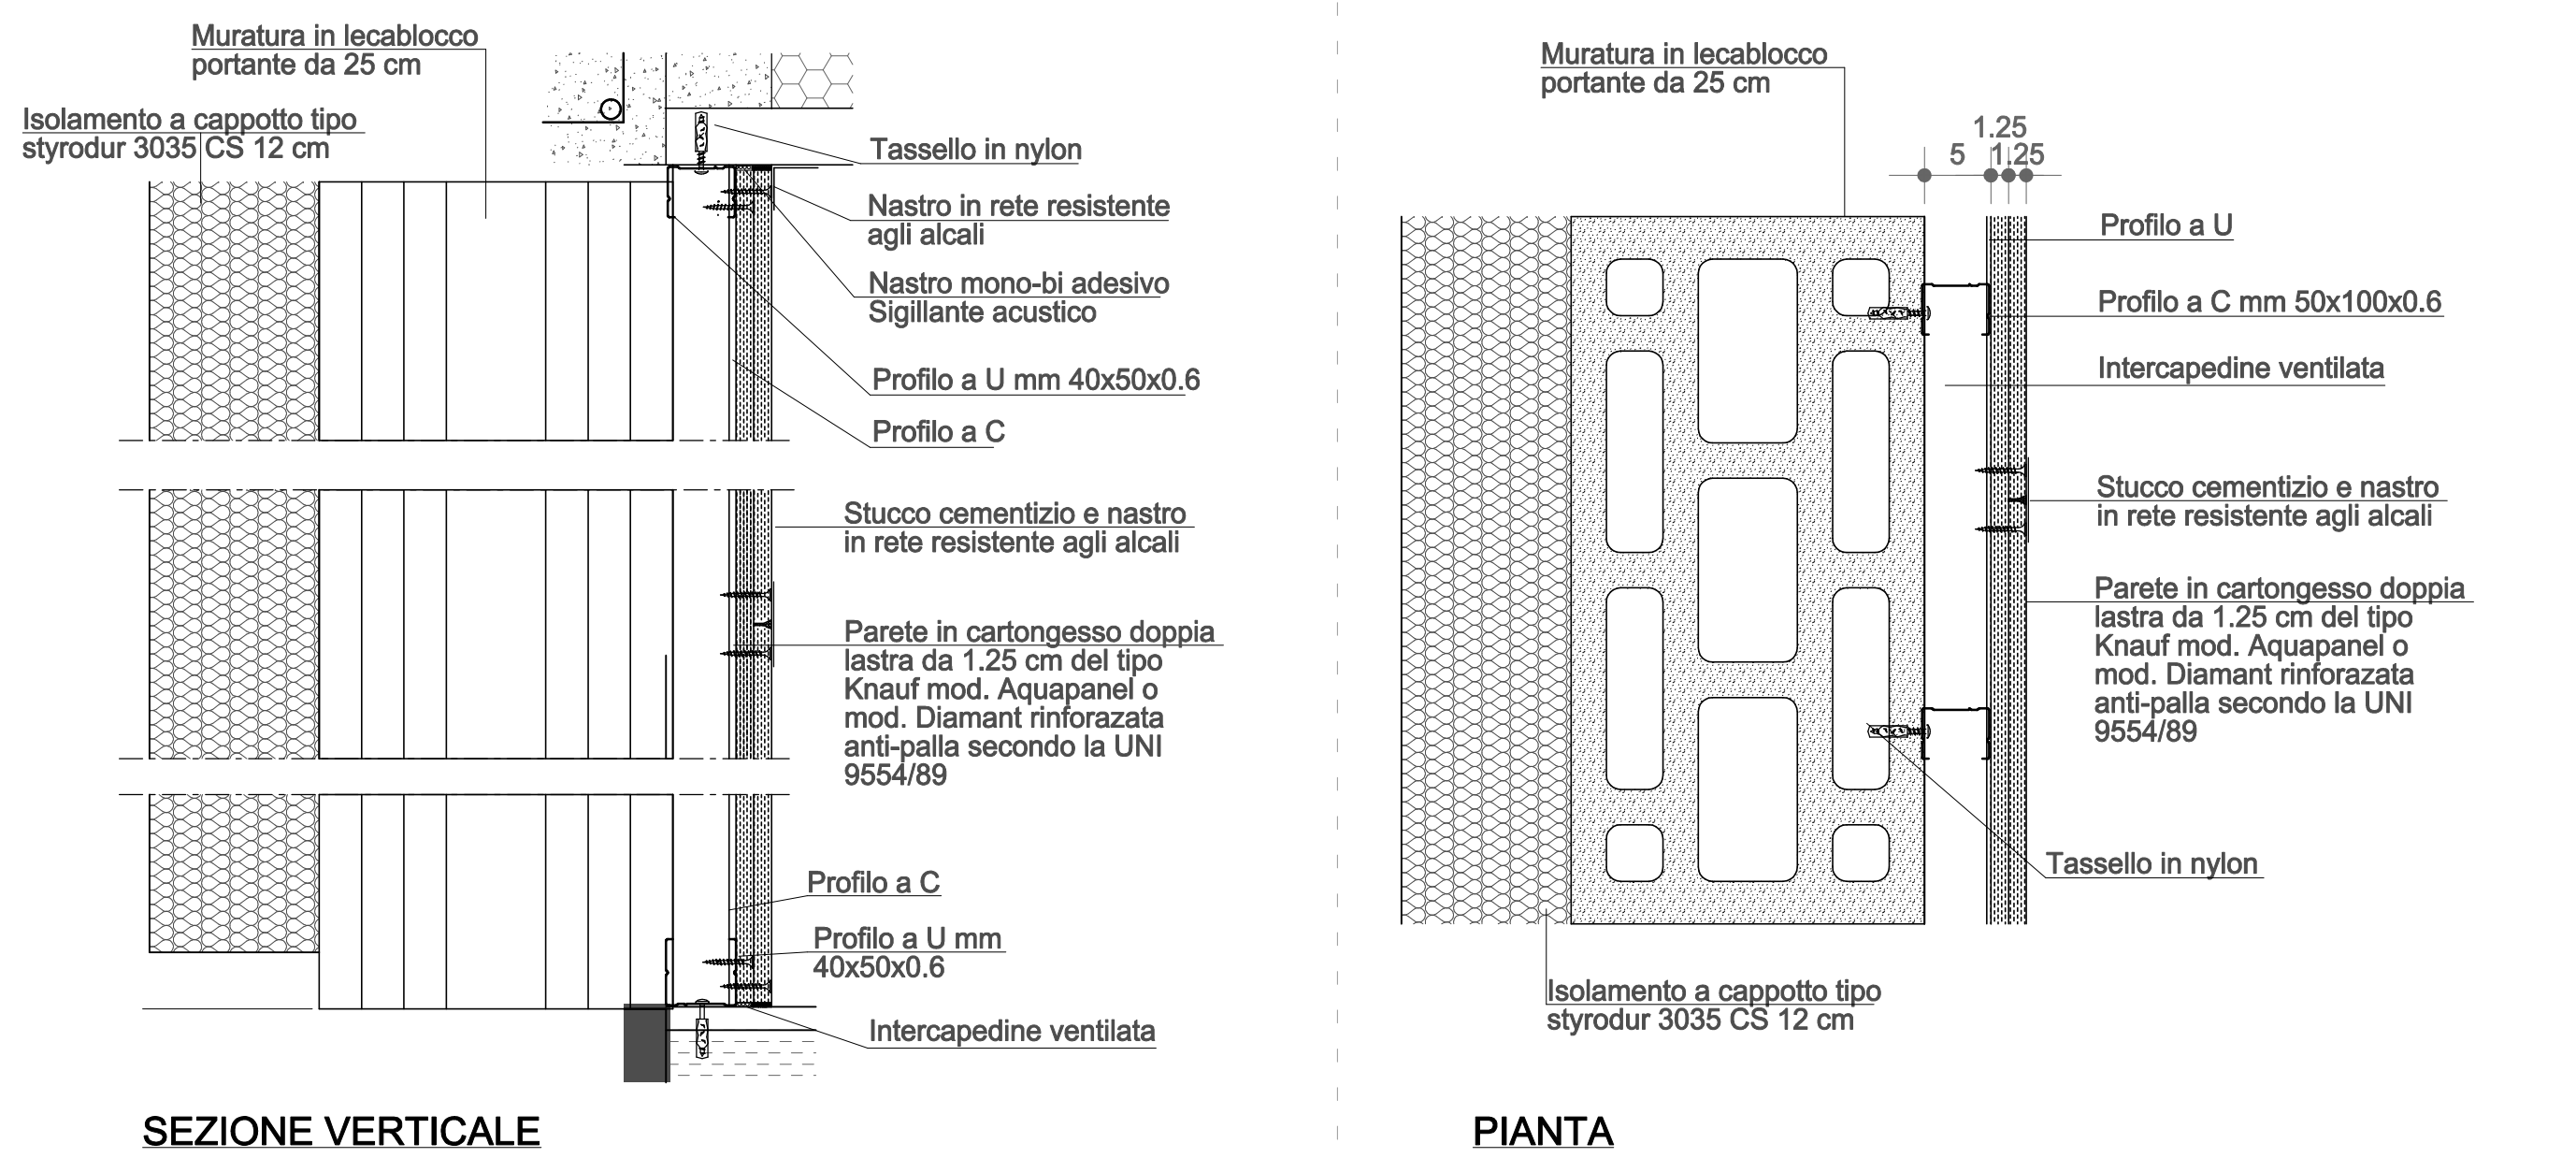 Muratura in lecablocco
portante da 25 cm
Isolamento a cappotto tipo
styrodur 3035 CS 12 cm
Tassello in nylon
Nastro in rete resistente
agli alcali
Nastro mono-bi adesivo
Sigillante acustico
Profilo a U mm 40x50x0.6
Profilo a C
Stucco cementizio e nastro
in rete resistente agli alcali
Parete in cartongesso doppia
lastra da 1.25 cm del tipo
Knauf mod. Aquapanel o
mod. Diamant rinforazata
anti-palla secondo la UNI
9554/89
Profilo a C
Profilo a U mm
40x50x0.6
Intercapedine ventilata
SEZIONE VERTICALE
Muratura in lecablocco
portante da 25 cm
1.25
5 1.25
Profilo a U
Profilo a C mm 50x100x0.6
Intercapedine ventilata
Stucco cementizio e nastro
in rete resistente agli alcali
Parete in cartongesso doppia
lastra da 1.25 cm del tipo
Knauf mod. Aquapanel o
mod. Diamant rinforazata
anti-palla secondo la UNI
9554/89
Tassello in nylon
Isolamento a cappotto tipo
styrodur 3035 CS 12 cm
PIANTA